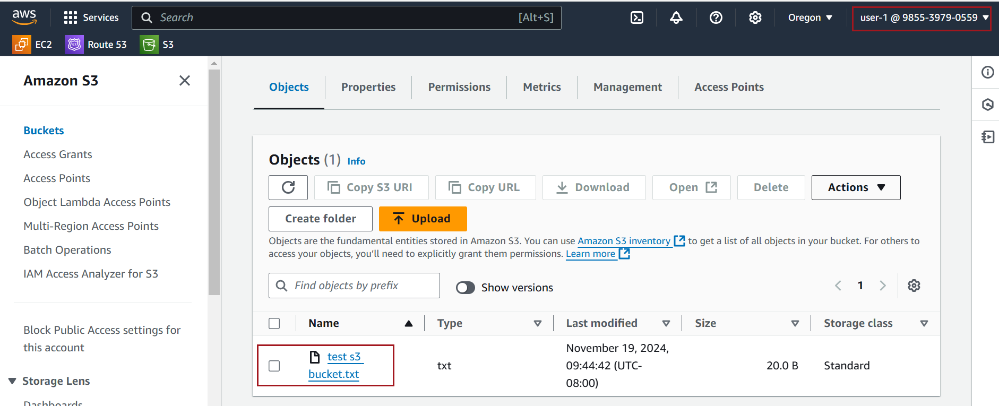 aws
Services
Search
[Alt+S]
Oregon
user-1 @ 9855-3979-0559
EC2
Route 53
S3
Amazon S3
Buckets
Access Grants
Access Points
Object Lambda Access Points
Multi-Region Access Points
Batch Operations
IAM Access Analyzer for S3
Block Public Access settings for
this account
Storage Lens
Dashboards
Objects
Properties
Permissions
Metrics
Management
Access Points
Objects (1) Info
Copy S3 URI
Copy URL
Download
Open
Delete
Actions
Create folder
Upload
Objects are the fundamental entities stored in Amazon S3. You can use Amazon S3 inventory to get a list of all objects in your bucket. For others to
access your objects, you’ll need to explicitly grant them permissions. Learn more
Find objects by prefix
Show versions
1
Name
Type
Last modified
Size
Storage class
test s3
bucket.txt
txt
November 19, 2024,
09:44:42 (UTC-
08:00)
20.0 B
Standard